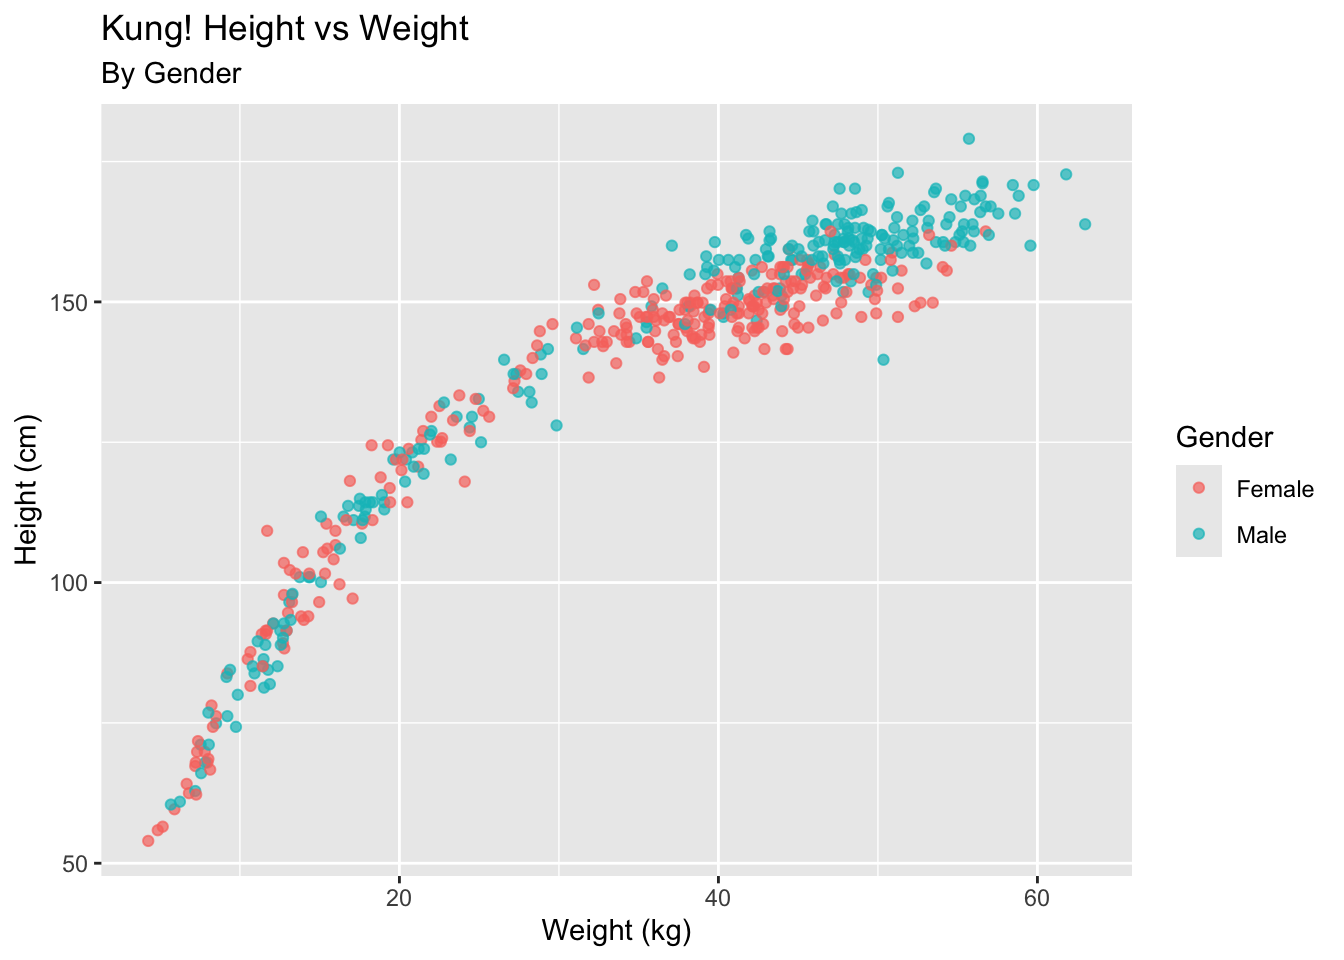 Kung! Height vs Weight
By Gender
150
100
50
Height (cm)
20 40 60
Weight (kg)
Gender
Female
Male